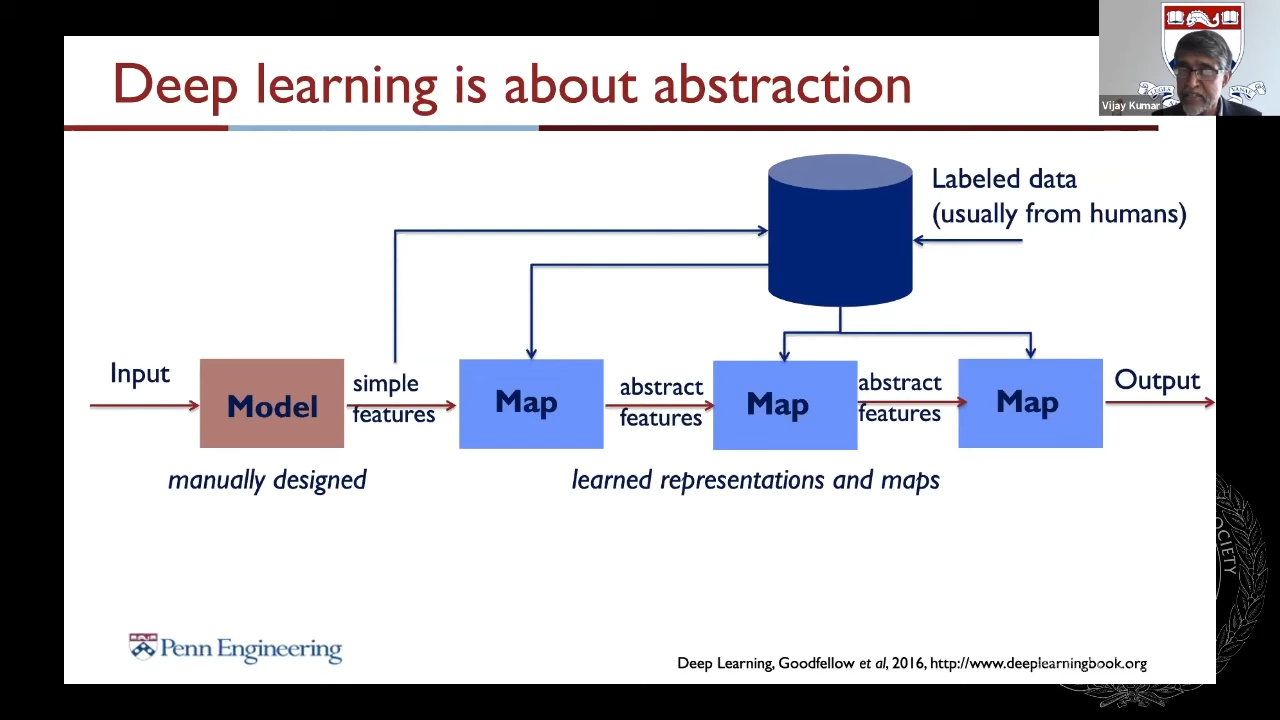 Deep learning is about abstraction
Vijay Kumar
Labeled data
(usually from humans)
Input
Model
simple
features
Map
abstract
features
Map
abstract
features
Map
Output
manually designed
learned representations and maps
Penn Engineering
Deep Learning, Goodfellow et al, 2016, http://www.deeplearningbook.org
OCIETY